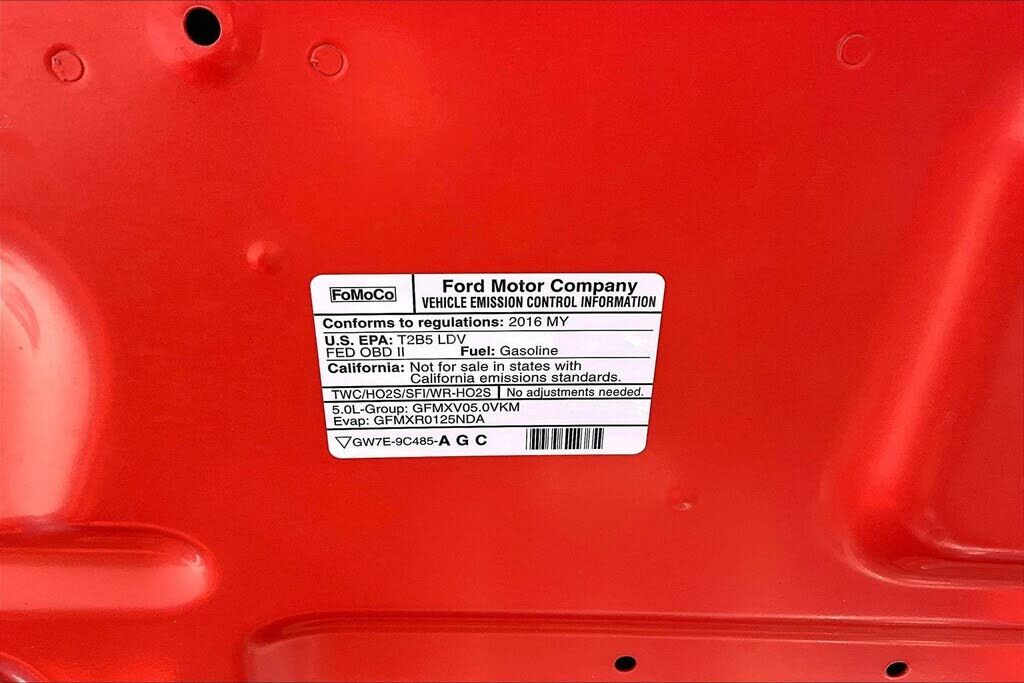 FoMoCo
Ford Motor Company
VEHICLE EMISSION CONTROL INFORMATION
Conforms to regulations: 2016 MY
U.S. EPA: T2B5 LDV
FED OBD II Fuel: Gasoline
California: Not for sale in states with
California emissions standards.
TWC/HO2S/SFI/WR-HO2S No adjustments needed.
5.0L-Group: GFMXV05.0VKM
Evap: GFMXR0125NDA
GW7E-9C485-A G C